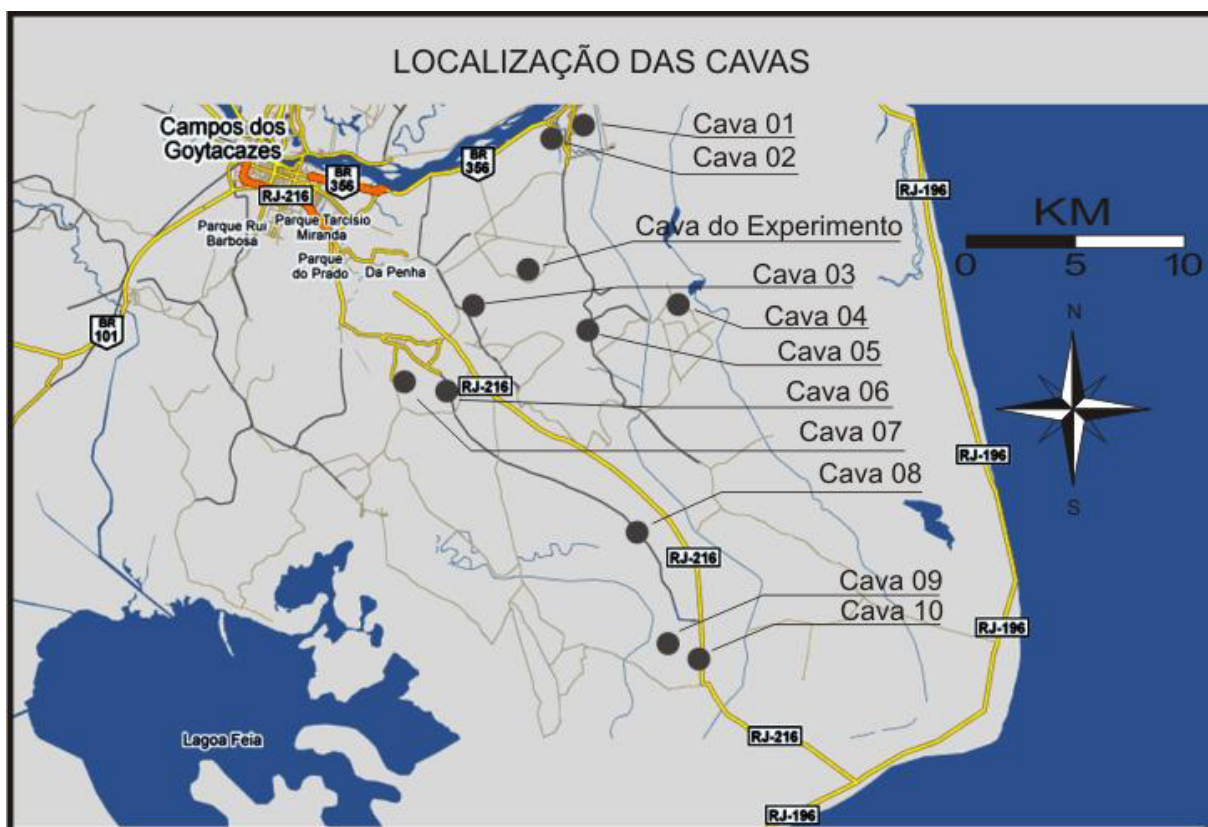 LOCALIZAÇÃO DAS CAVAS
Campos dos
Goytacazes
BR
356
BR
356
RJ-216
Parque Rui
Barbosa
Parque Tarcísio
Miranda
Parque
do Prado
Da Penha
BR
101
Cava 01
Cava 02
Cava do Experimento
Cava 03
Cava 04
Cava 05
RJ-216
Cava 06
Cava 07
Cava 08
RJ-216
Cava 09
Cava 10
RJ-196
KM
0 5 10
N
S
RJ-196
RJ-196
Lagoa Feia
RJ-216
RJ-196